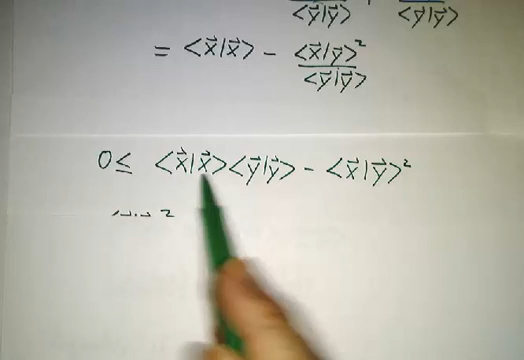 ⟨y⃗|y⃗⟩ ⟨y⃗|y⃗⟩
= ⟨x⃗|x⃗⟩ - ⟨x⃗|y⃗⟩² / ⟨y⃗|y⃗⟩
0 ≤ ⟨x⃗|x⃗⟩⟨y⃗|y⃗⟩ - ⟨x⃗|y⃗⟩²